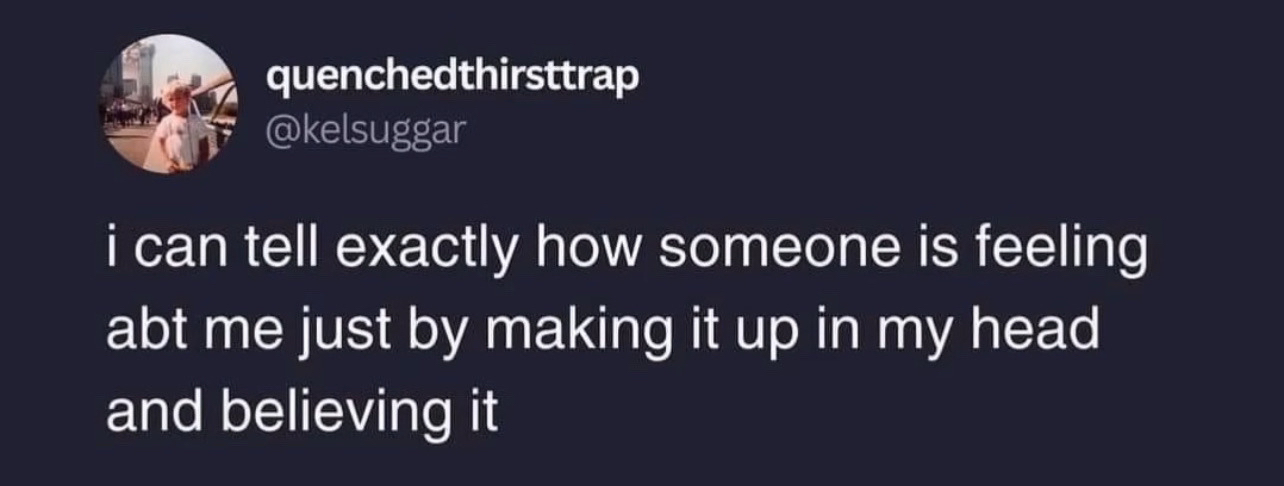 quenchedthirsttrap
@kelsuggar
i can tell exactly how someone is feeling
abt me just by making it up in my head
and believing it